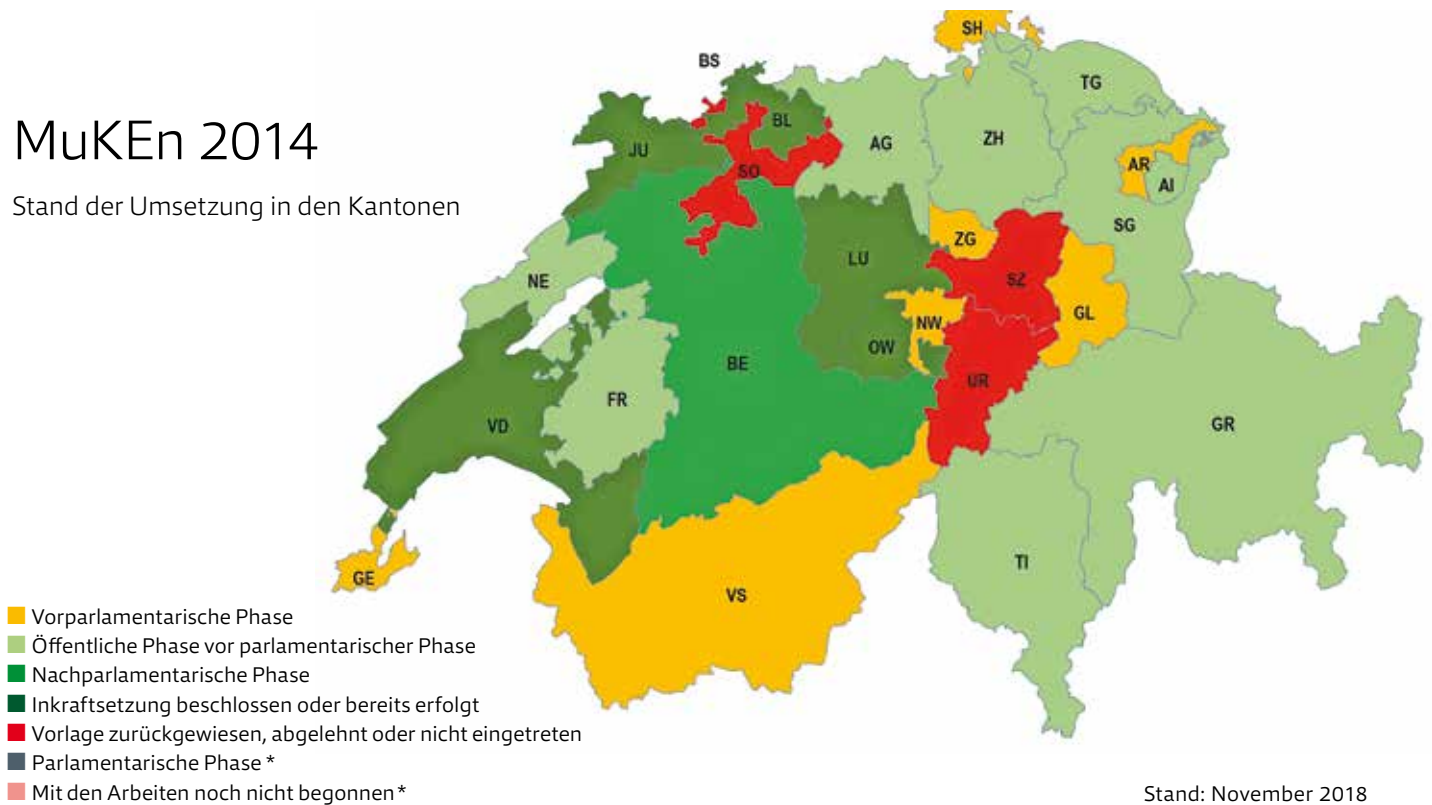 MuKEn 2014
Stand der Umsetzung in den Kantonen
SH
BS
TG
BL
AG
ZH
JU
AR
SO
AI
SG
ZG
LU
NE
SZ
GL
NW
OW
BE
UR
FR
GR
VD
TI
GE
VS
Vorparlamentarische Phase
Öffentliche Phase vor parlamentarischer Phase
Nachparlamentarische Phase
Inkraftsetzung beschlossen oder bereits erfolgt
Vorlage zurückgewiesen, abgelehnt oder nicht eingetreten
Parlamentarische Phase *
Mit den Arbeiten noch nicht begonnen *
Stand: November 2018